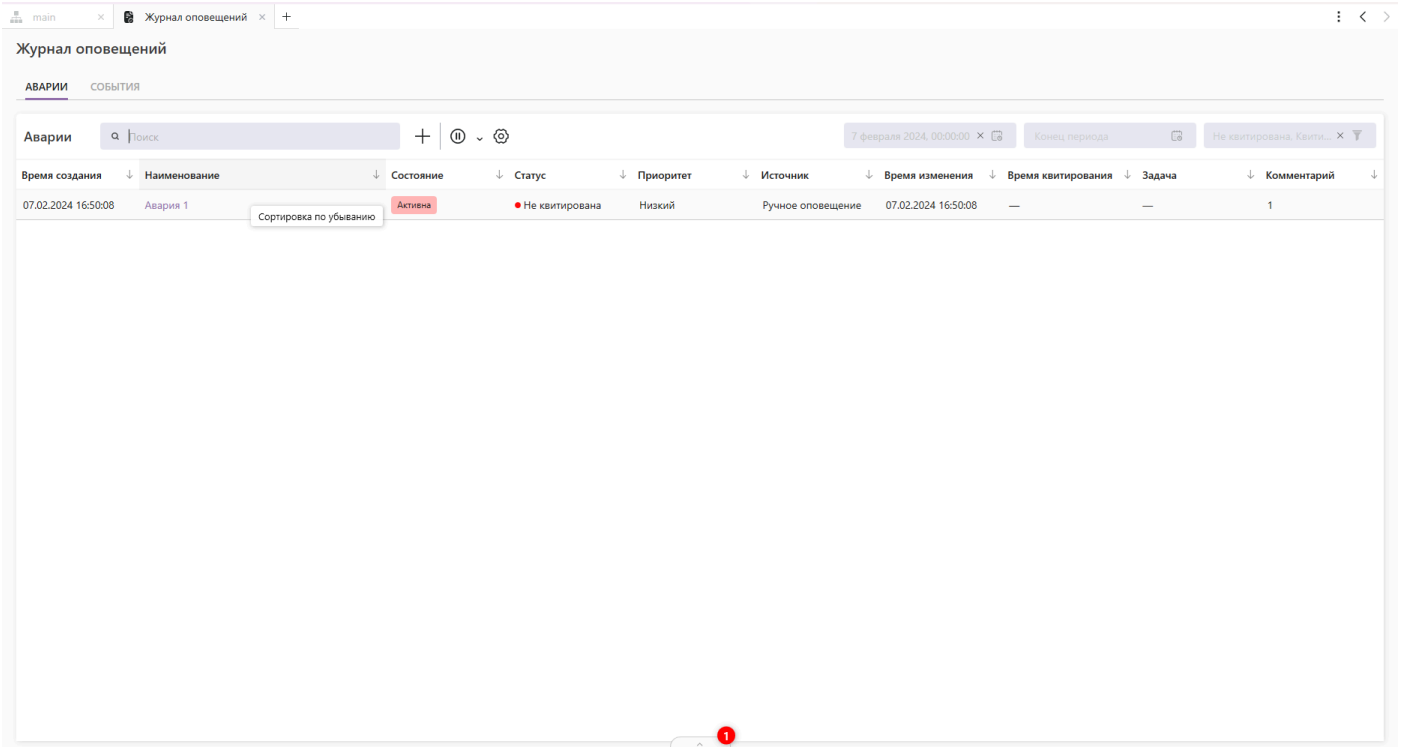 main
Журнал оповещений
Журнал оповещений
АВАРИИ СОБЫТИЯ
Аварии Поиск 7 февраля 2024, 00:00:00 Конец периода Не квитирована, Квити...
Время создания Наименование Состояние Статус Приоритет Источник Время изменения Время квитирования Задача Комментарий
07.02.2024 16:50:08 Авария 1 Активна Не квитирована Низкий Ручное оповещение 07.02.2024 16:50:08 — — 1
Сортировка по убыванию
1